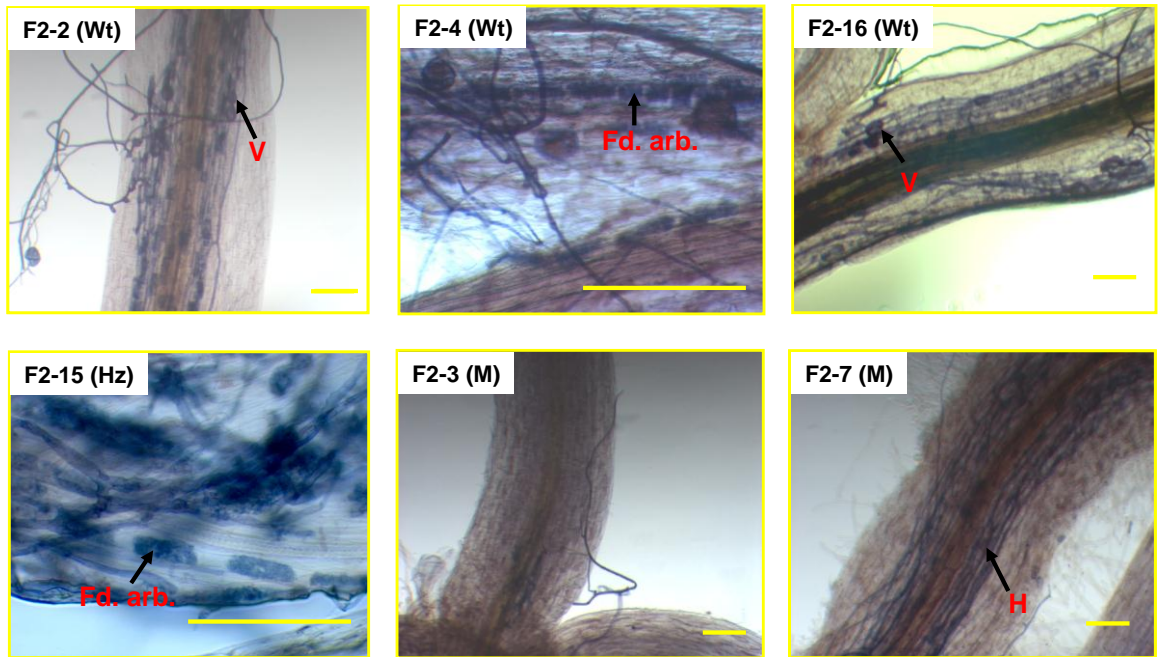 F2-2 (Wt)
V
F2-4 (Wt)
Fd. arb.
F2-16 (Wt)
V
F2-15 (Hz)
Fd. arb.
F2-3 (M)
F2-7 (M)
H